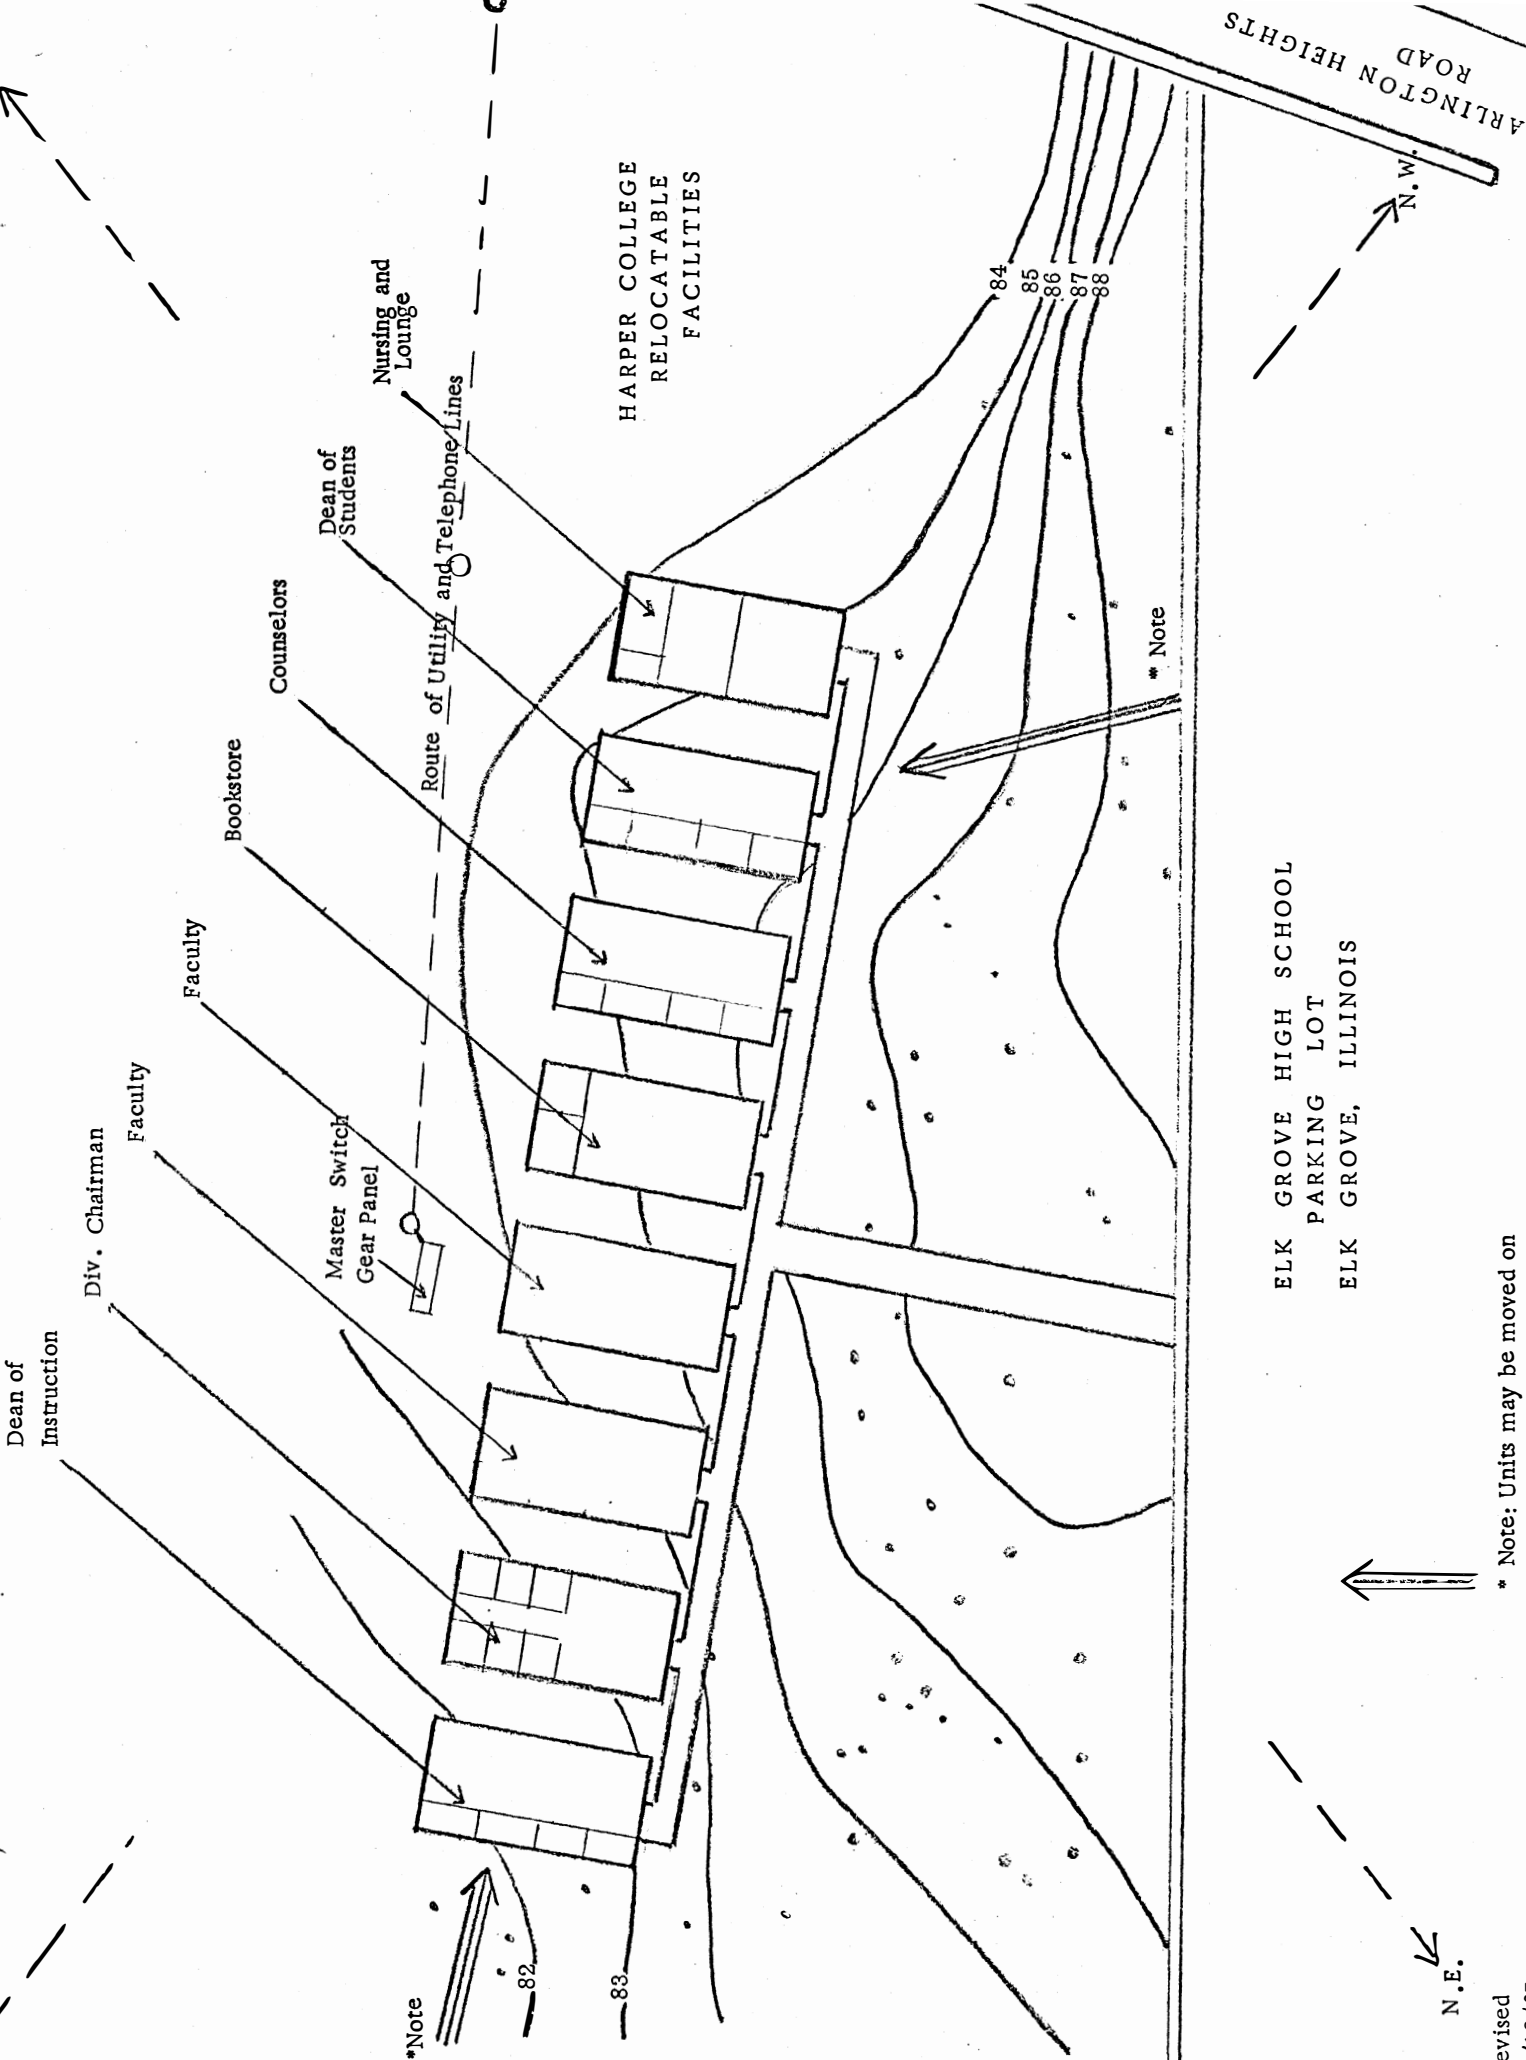 Dean of
Instruction
Div. Chairman
Faculty
Faculty
Bookstore
Counselors
Dean of
Students
Nursing and
Lounge
Master Switch
Gear Panel
Route of Utility and Telephone Lines
HARPER COLLEGE
RELOCATABLE
FACILITIES
84
85
86
87
88
*Note
82
83
* Note
ARLINGTON HEIGHTS
ROAD
N.W.
ELK GROVE HIGH SCHOOL
PARKING LOT
ELK GROVE, ILLINOIS
N.E.
* Note: Units may be moved on